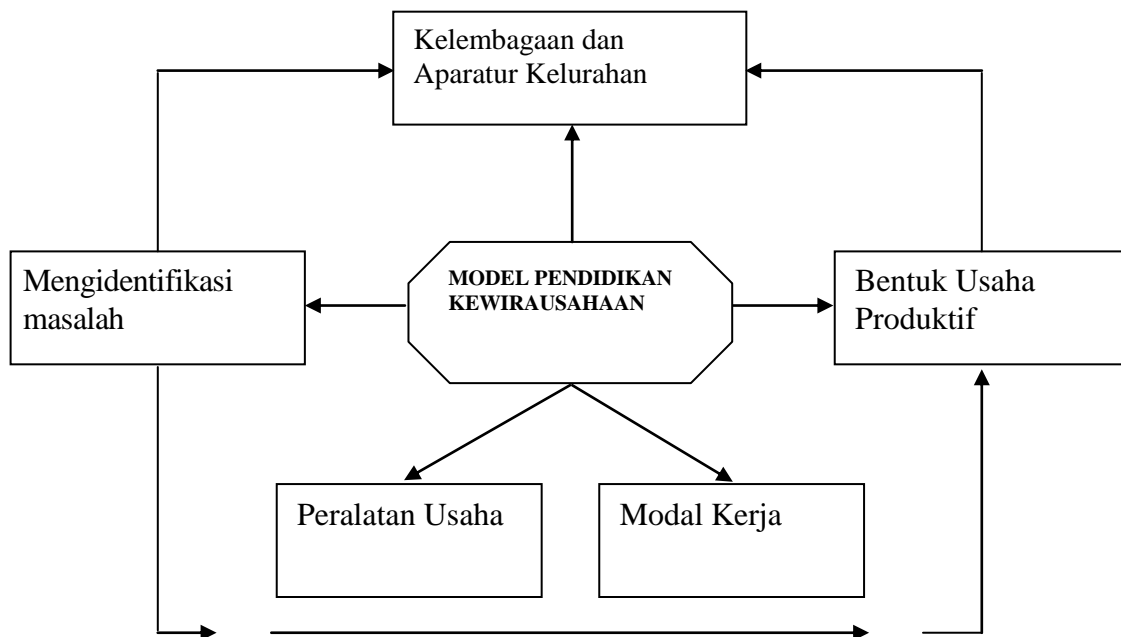 Kelembagaan dan
Aparatur Kelurahan
Mengidentifikasi
masalah
MODEL PENDIDIKAN
KEWIRAUSAHAAN
Bentuk Usaha
Produktif
Peralatan Usaha
Modal Kerja